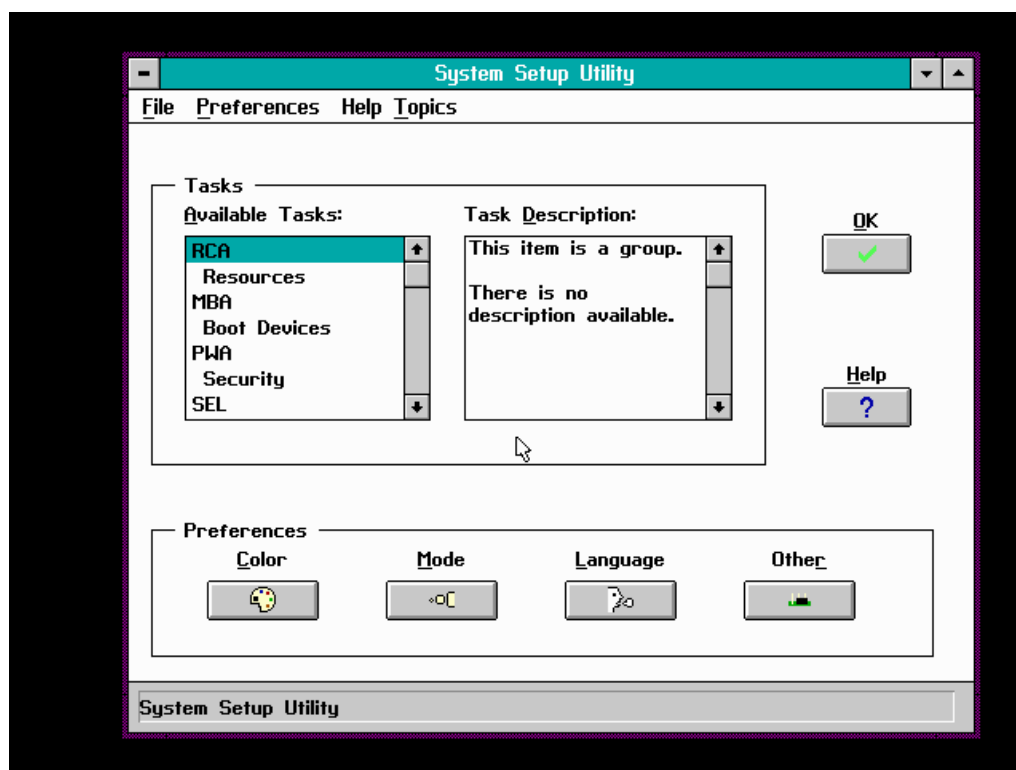 System Setup Utility
File Preferences Help Topics
Tasks
Available Tasks:
RCA
Resources
MBA
Boot Devices
PWA
Security
SEL
Task Description:
This item is a group.
There is no
description available.
OK
Help
?
Preferences
Color
Mode
Language
Other
System Setup Utility